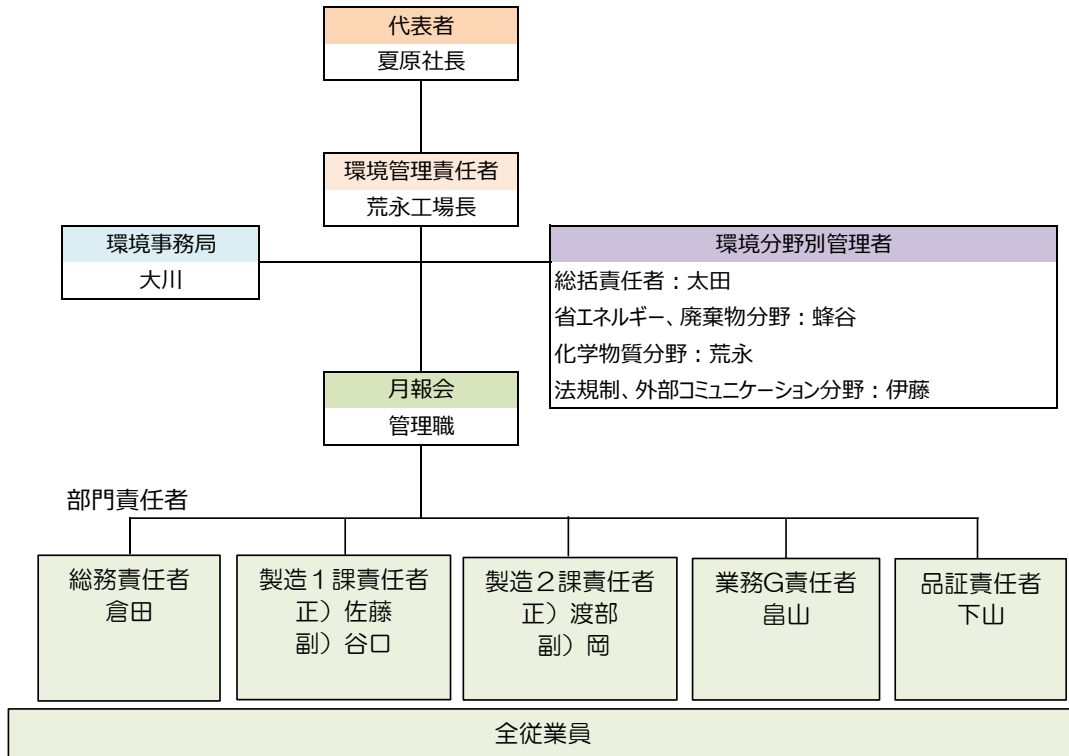 代表者
夏原社長
環境管理責任者
荒永工場長
環境事務局
大川
環境分野別管理者
総括責任者：太田
省エネルギー、廃棄物分野：蜂谷
化学物質分野：荒永
法規制、外部コミュニケーション分野：伊藤
月報会
管理職
部門責任者
総務責任者
倉田
製造１課責任者
正）佐藤
副）谷口
製造２課責任者
正）渡部
副）岡
業務G責任者
畠山
品証責任者
下山
全従業員